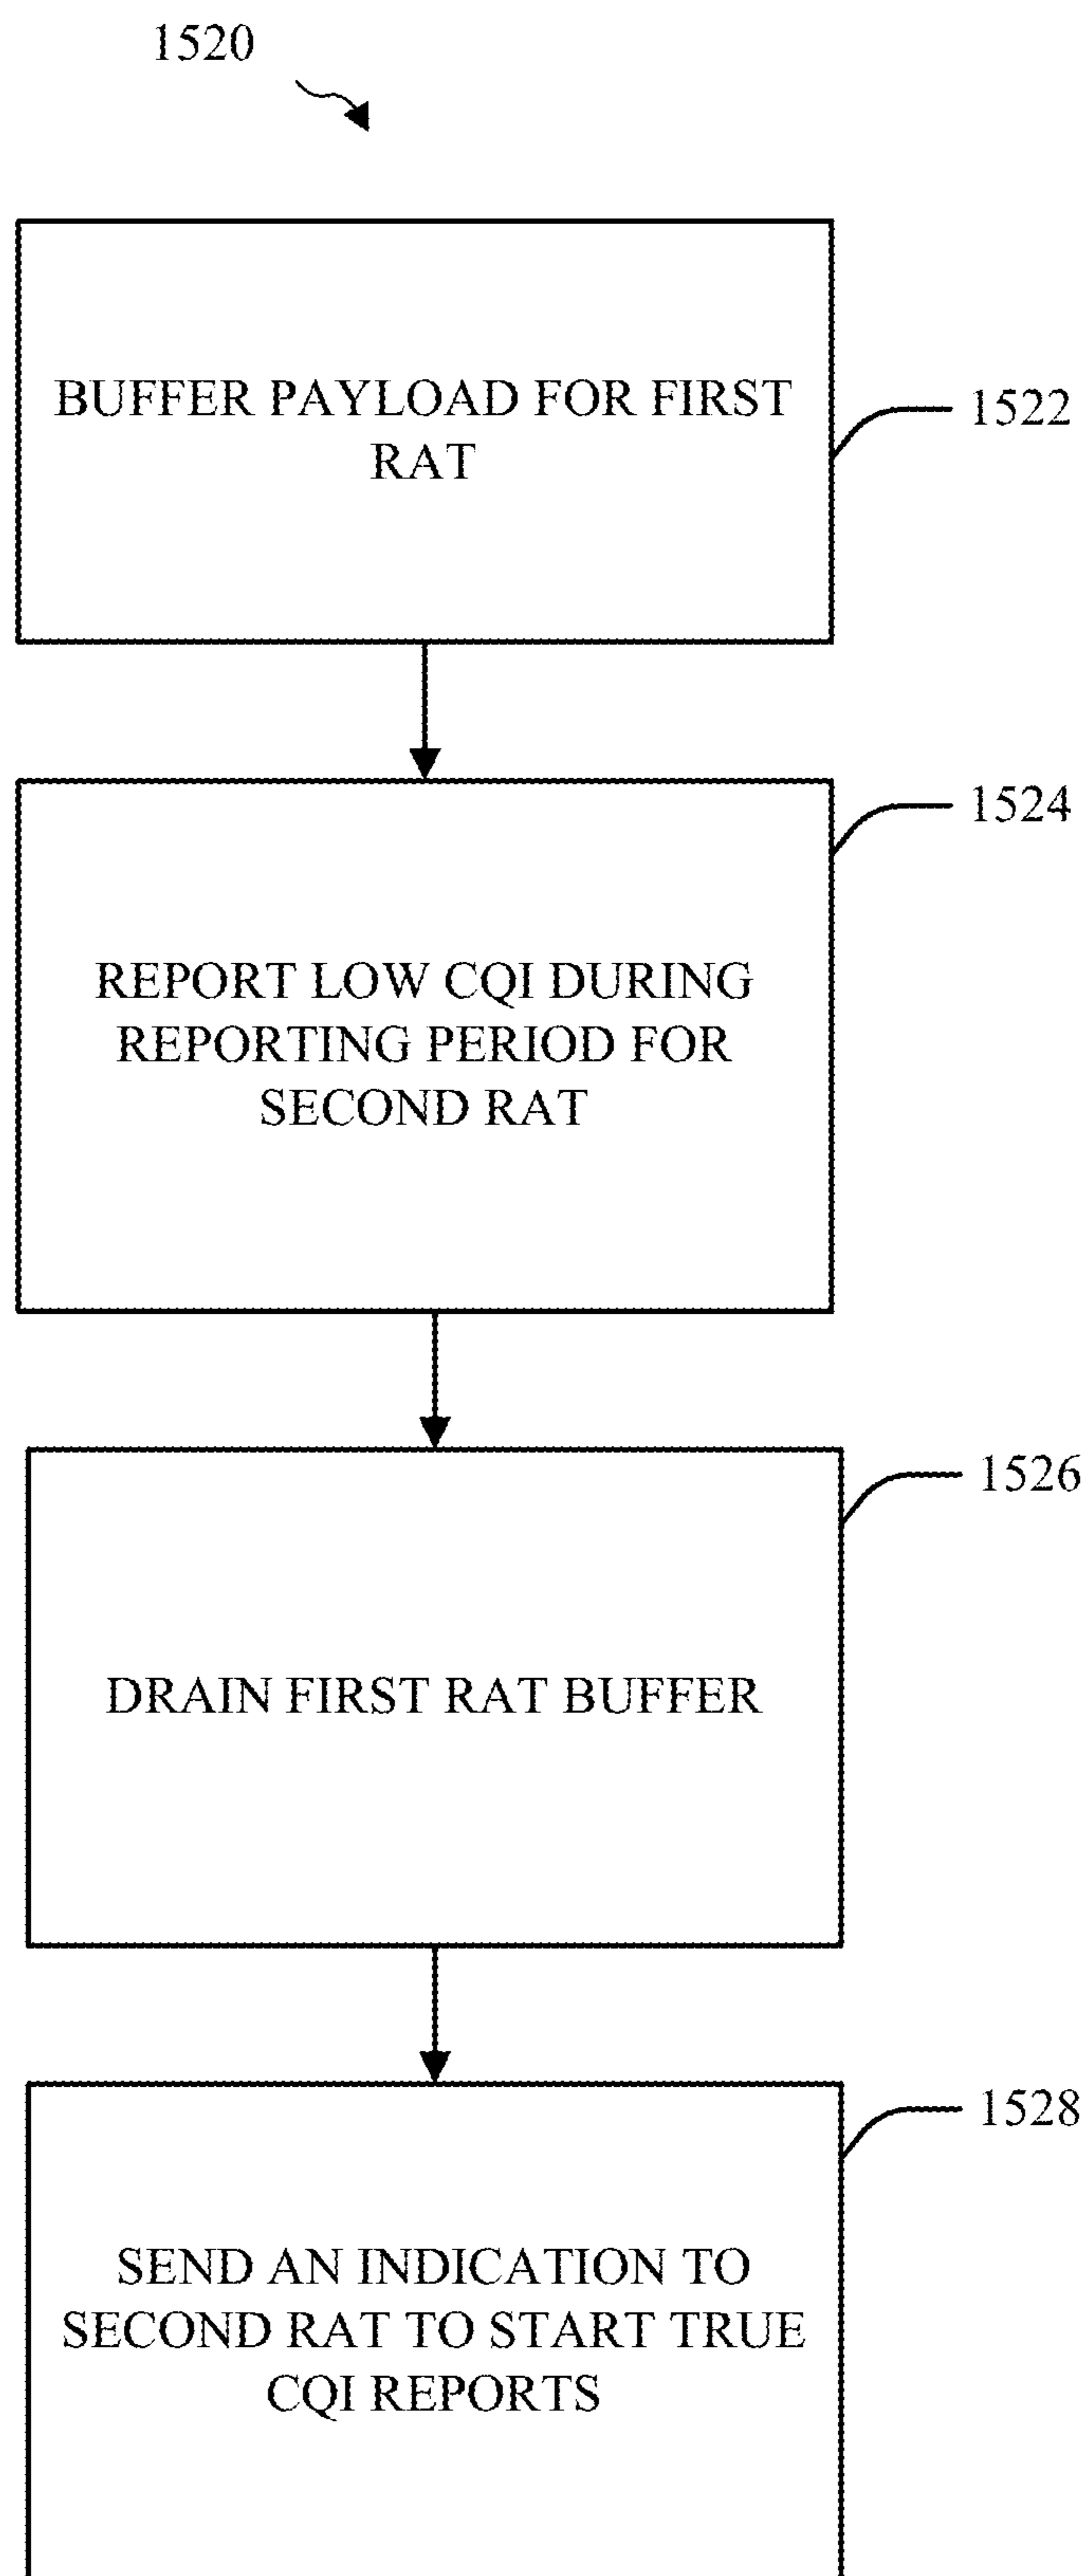 1520
BUFFER PAYLOAD FOR FIRST
RAT
1522
1524
REPORT LOW CQI DURING
REPORTING PERIOD FOR
SECOND RAT
1526
DRAIN FIRST RAT BUFFER
1528
SEND AN INDICATION TO
SECOND RAT TO START TRUE
CQI REPORTS